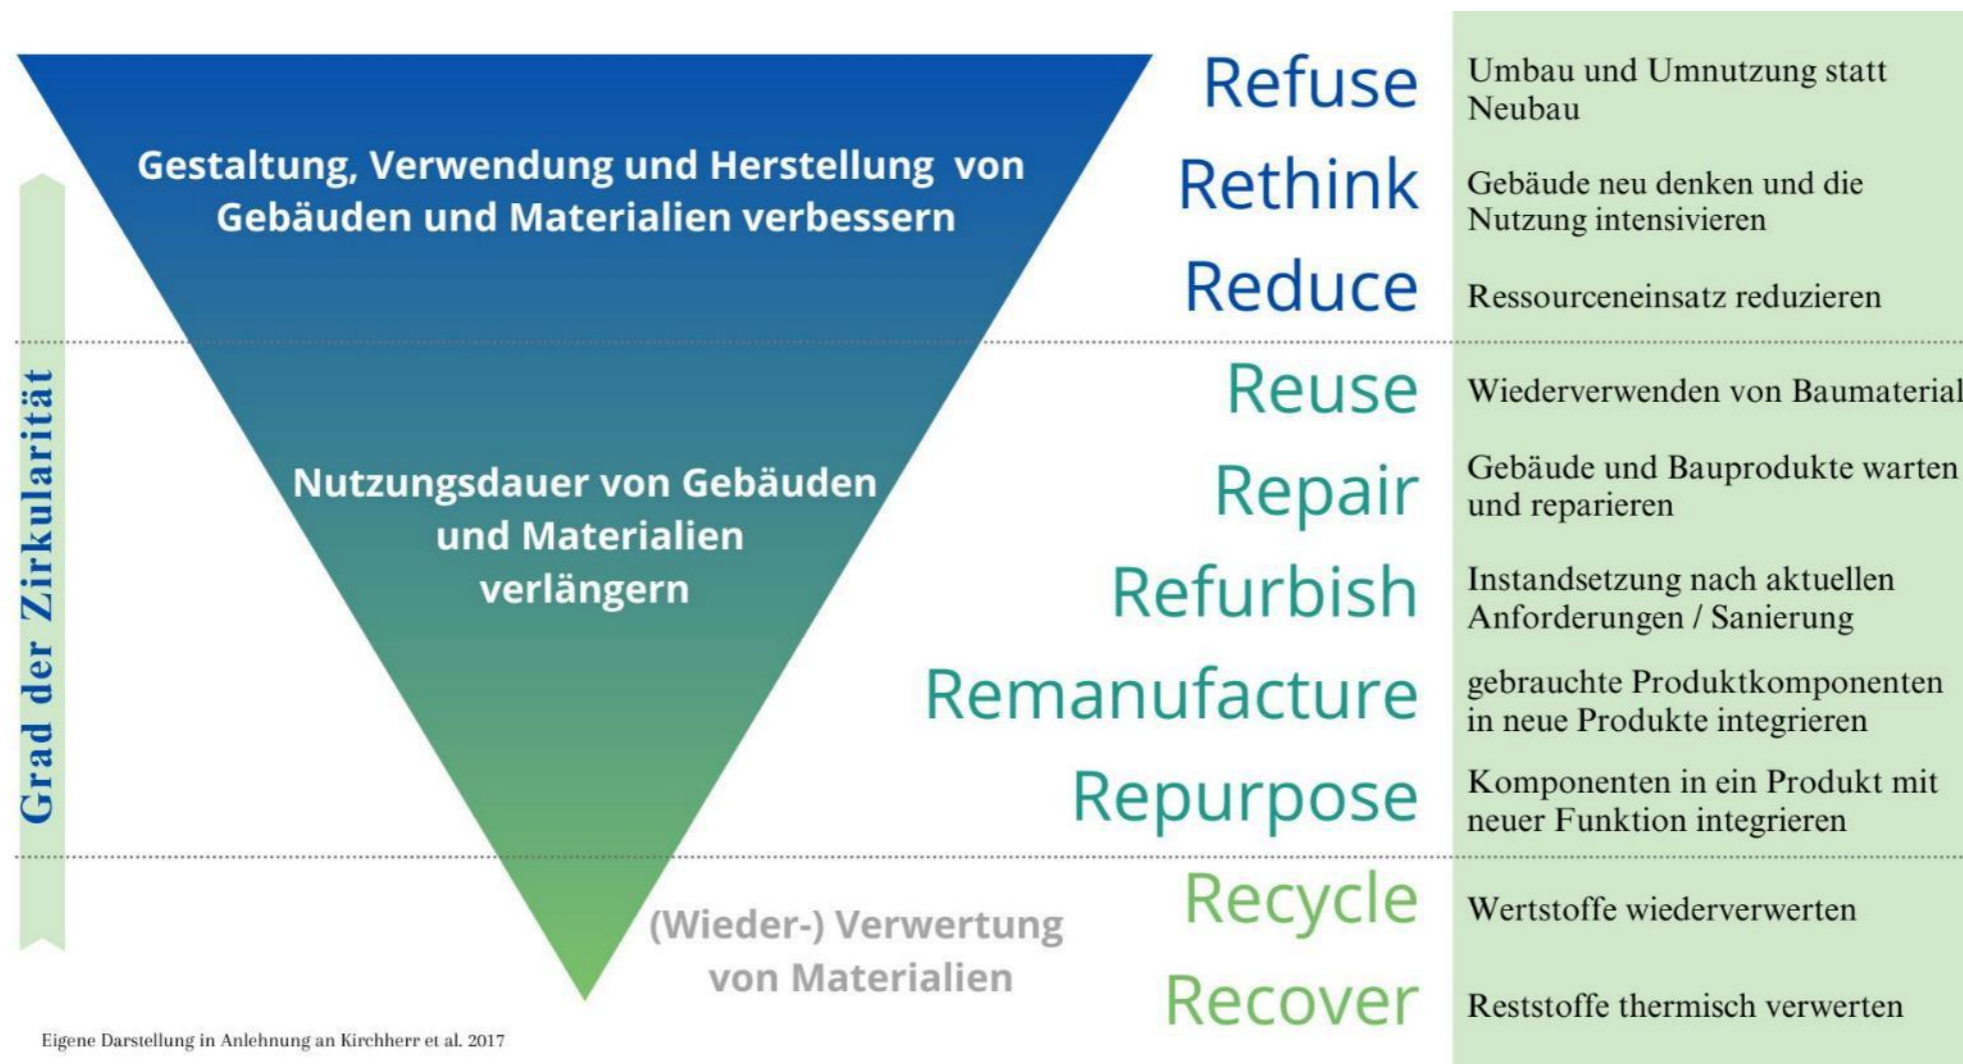 Grad der Zirkularität
Gestaltung, Verwendung und Herstellung von
Gebäuden und Materialien verbessern
Nutzungsdauer von Gebäuden
und Materialien
verlängern
(Wieder-) Verwertung
von Materialien
Refuse
Umbau und Umnutzung statt
Neubau
Rethink
Gebäude neu denken und die
Nutzung intensivieren
Reduce
Ressourceneinsatz reduzieren
Reuse
Wiederverwenden von Baumaterial
Repair
Gebäude und Bauprodukte warten
und reparieren
Refurbish
Instandsetzung nach aktuellen
Anforderungen / Sanierung
Remanufacture
gebrauchte Produktkomponenten
in neue Produkte integrieren
Repurpose
Komponenten in ein Produkt mit
neuer Funktion integrieren
Recycle
Wertstoffe wiederverwerten
Recover
Reststoffe thermisch verwerten
Eigene Darstellung in Anlehnung an Kirchherr et al. 2017